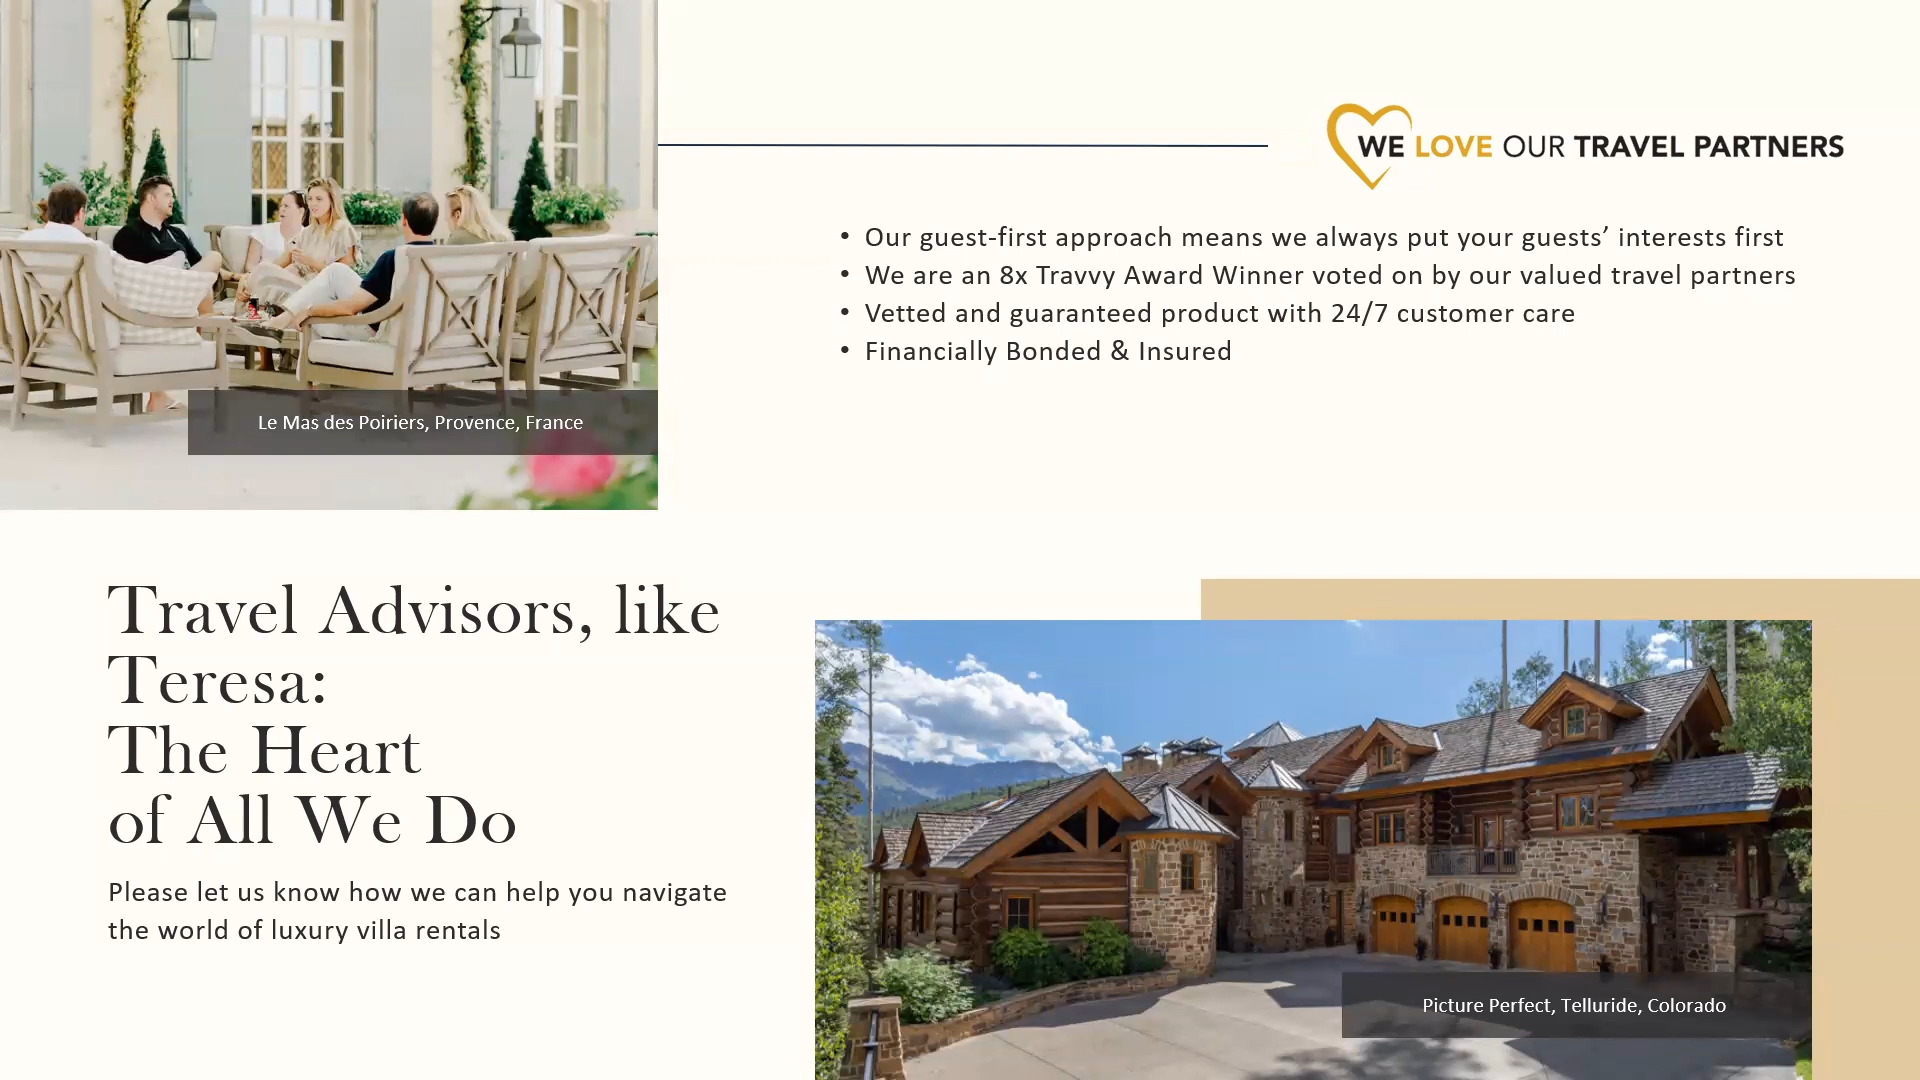 WE LOVE OUR TRAVEL PARTNERS
• Our guest-first approach means we always put your guests’ interests first
• We are an 8x Travvy Award Winner voted on by our valued travel partners
• Vetted and guaranteed product with 24/7 customer care
• Financially Bonded & Insured
Le Mas des Poiriers, Provence, France
Travel Advisors, like
Teresa:
The Heart
of All We Do
Please let us know how we can help you navigate
the world of luxury villa rentals
Picture Perfect, Telluride, Colorado